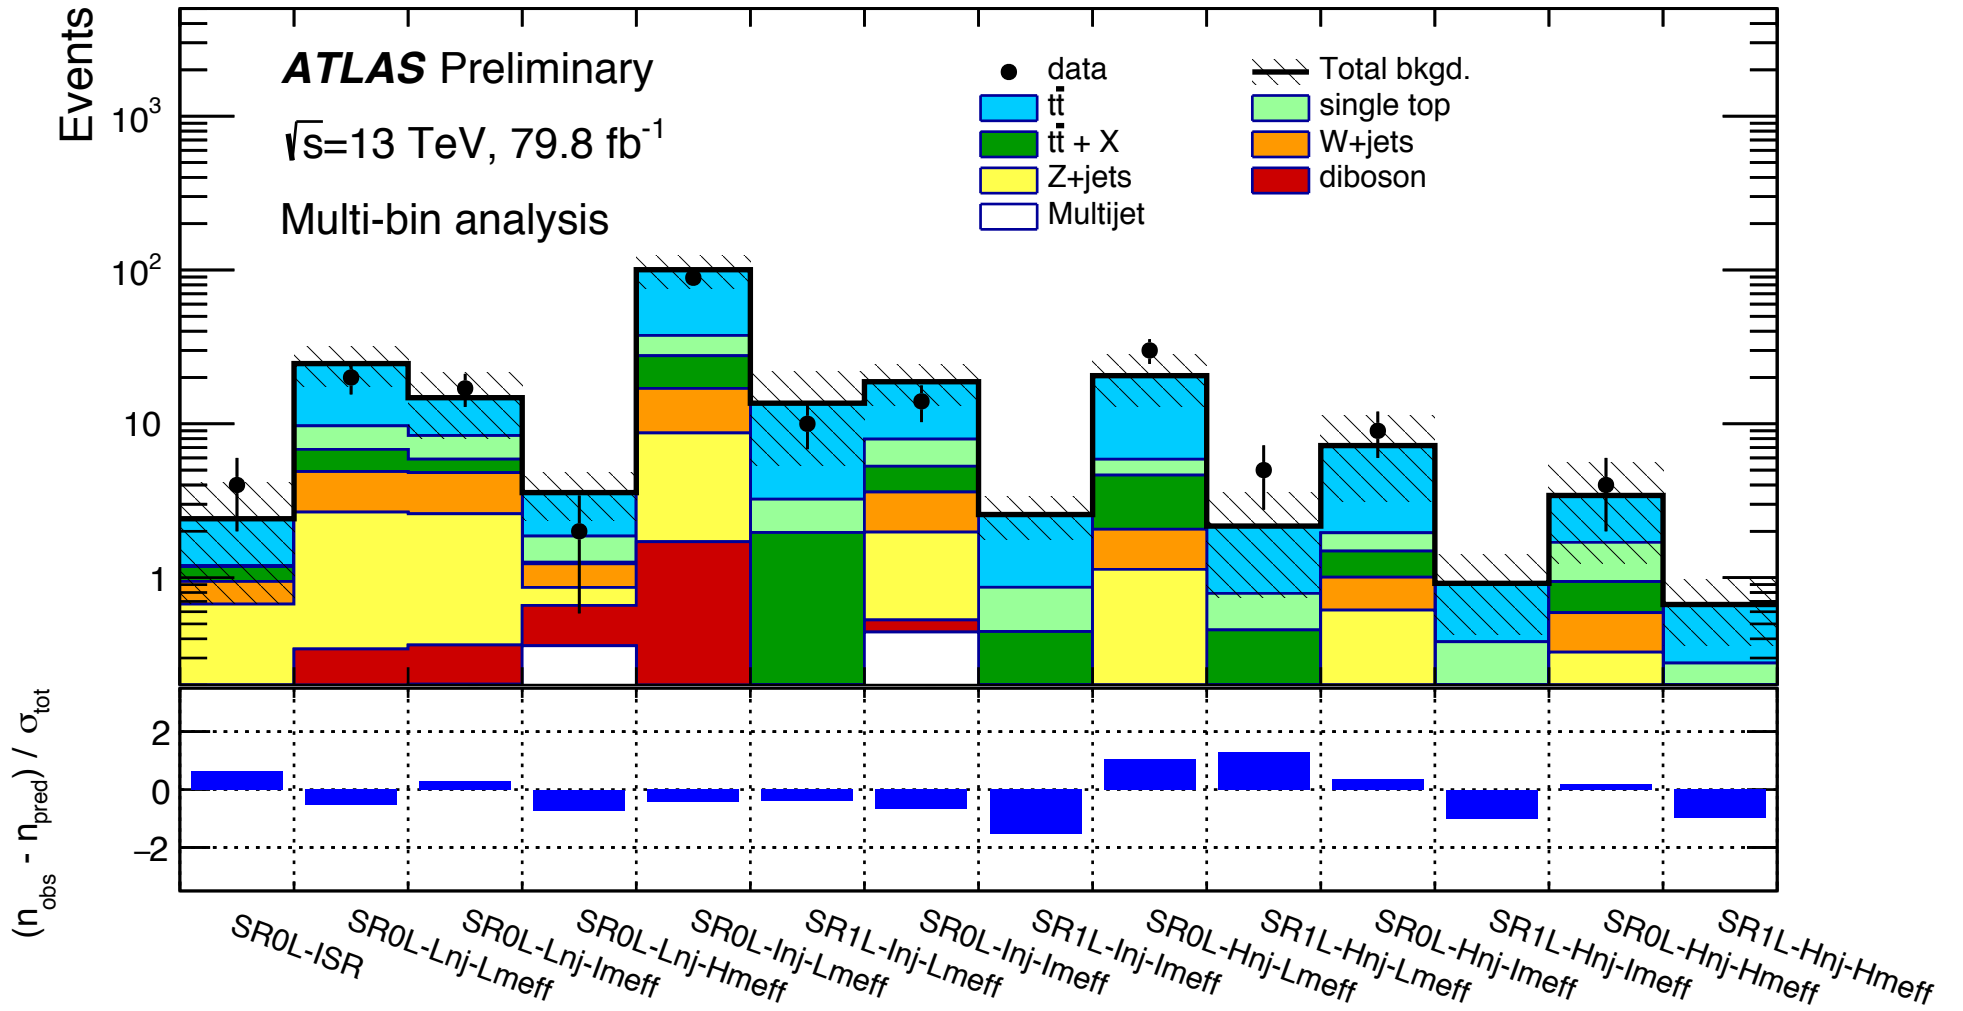 Events
10³
10²
10
1
ATLAS Preliminary
√s=13 TeV, 79.8 fb⁻¹
Multi-bin analysis
data
tt̄
tt̄ + X
Z+jets
Multijet
Total bkgd.
single top
W+jets
diboson
(n_obs - n_pred) / σ_tot
2
0
−2
SR0L-ISR
SR0L-Lnj-Lmeff
SR0L-Lnj-Imeff
SR0L-Lnj-Hmeff
SR0L-Inj-Lmeff
SR1L-Inj-Lmeff
SR0L-Inj-Imeff
SR1L-Inj-Imeff
SR0L-Hnj-Lmeff
SR1L-Hnj-Lmeff
SR0L-Hnj-Imeff
SR1L-Hnj-Imeff
SR0L-Hnj-Hmeff
SR1L-Hnj-Hmeff